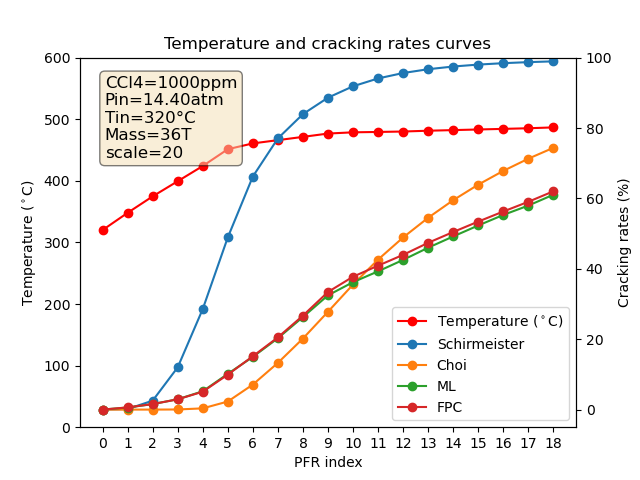 Temperature and cracking rates curves
CCl4=1000ppm
Pin=14.40atm
Tin=320°C
Mass=36T
scale=20
Temperature (°C)
600
500
400
300
200
100
0
Cracking rates (%)
100
80
60
40
20
0
Temperature (°C)
Schirmeister
Choi
ML
FPC
0 1 2 3 4 5 6 7 8 9 10 11 12 13 14 15 16 17 18
PFR index